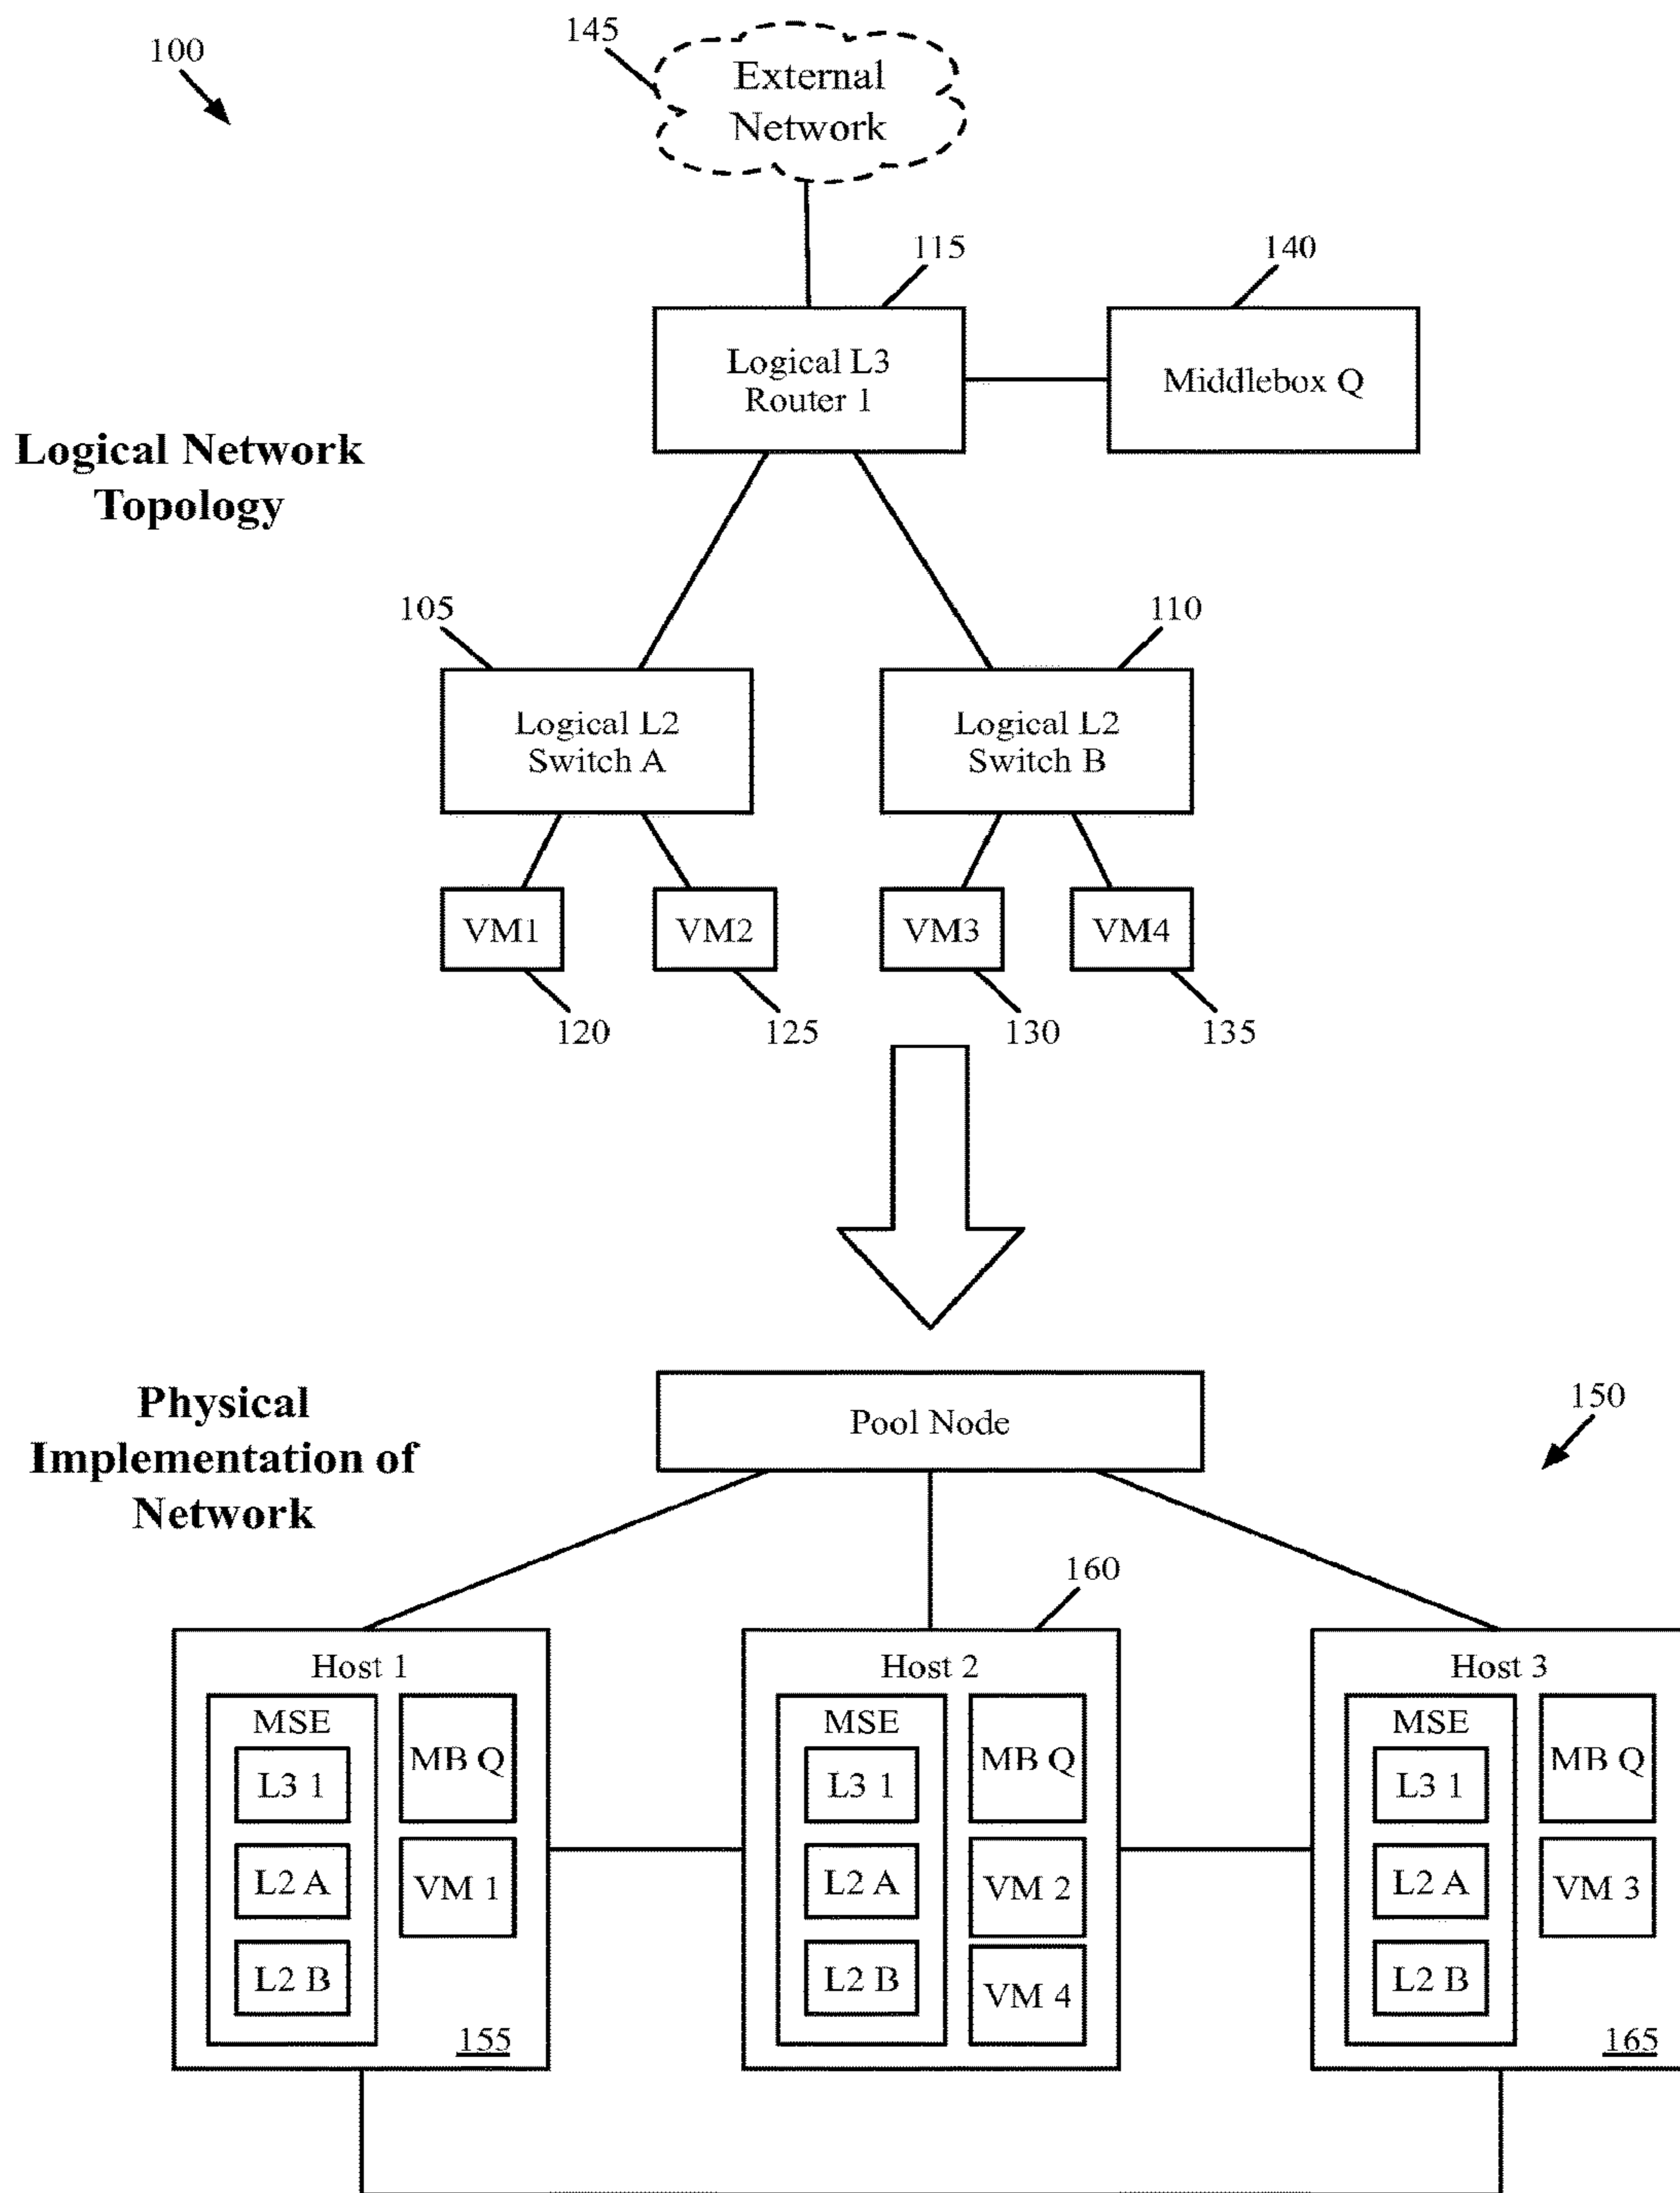 100
145
External
Network
115
140
Logical L3
Router 1
Middlebox Q
Logical Network
Topology
105
110
Logical L2
Switch A
Logical L2
Switch B
VM1
VM2
VM3
VM4
120
125
130
135
Physical
Implementation of
Network
Pool Node
150
160
Host 1
MSE
L3 1
L2 A
L2 B
MB Q
VM 1
155
Host 2
MSE
L3 1
L2 A
L2 B
MB Q
VM 2
VM 4
Host 3
MSE
L3 1
L2 A
L2 B
MB Q
VM 3
165